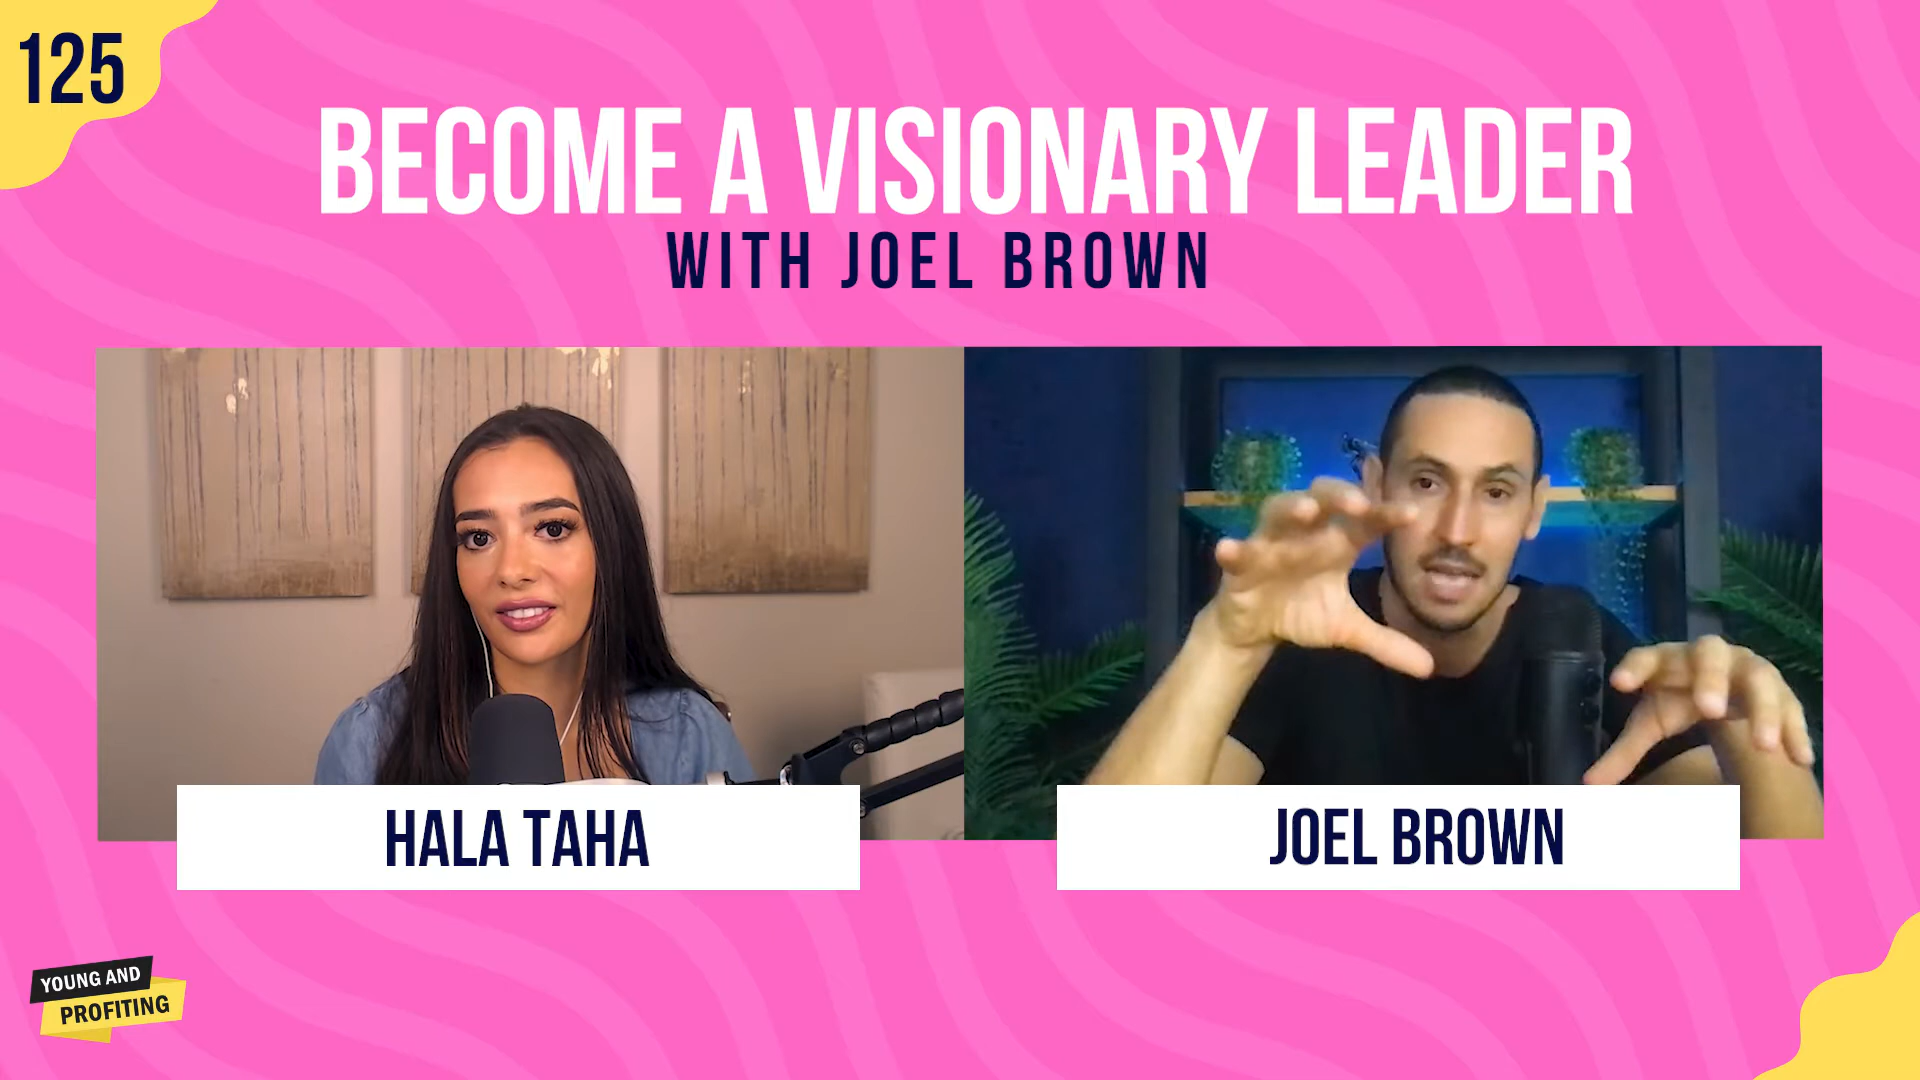 125
BECOME A VISIONARY LEADER
WITH JOEL BROWN
HALA TAHA
JOEL BROWN
YOUNG AND
PROFITING